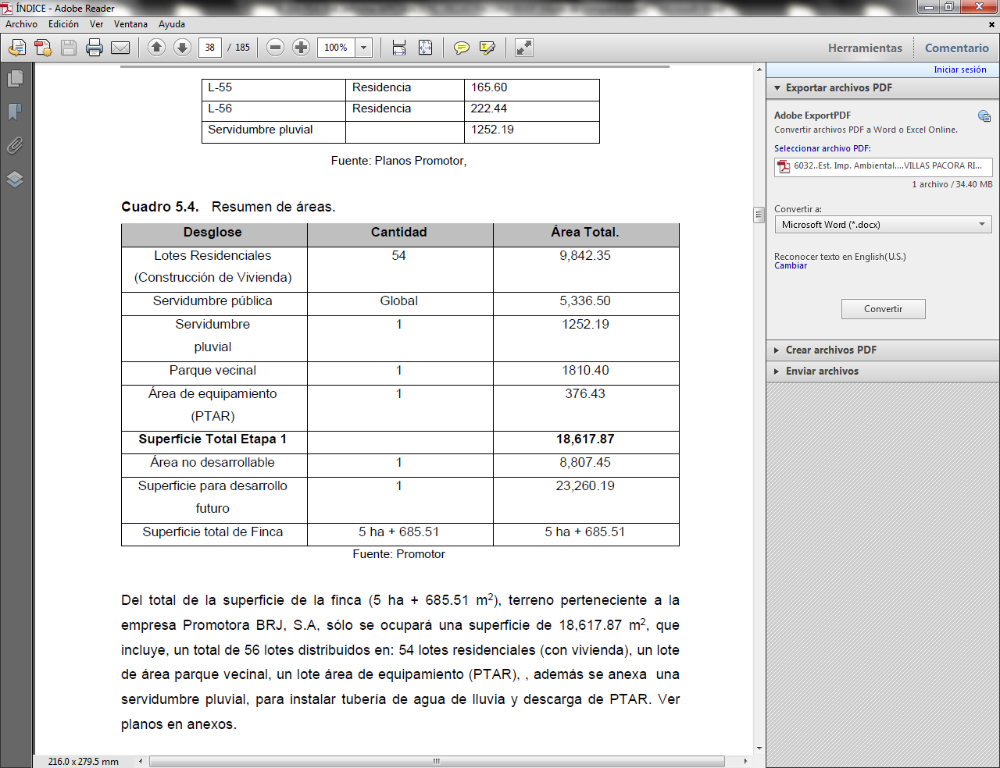 ÍNDICE - Adobe Reader
Archivo Edición Ver Ventana Ayuda
38 / 185 100% Herramientas Comentario
L-55 Residencia 165.60
L-56 Residencia 222.44
Servidumbre pluvial 1252.19
Fuente: Planos Promotor,
Cuadro 5.4. Resumen de áreas.
Desglose Cantidad Área Total.
Lotes Residenciales 54 9,842.35
(Construcción de Vivienda)
Servidumbre pública Global 5,336.50
Servidumbre 1 1252.19
pluvial
Parque vecinal 1 1810.40
Área de equipamiento 1 376.43
(PTAR)
Superficie Total Etapa 1 18,617.87
Área no desarrollable 1 8,807.45
Superficie para desarrollo 1 23,260.19
futuro
Superficie total de Finca 5 ha + 685.51 5 ha + 685.51
Fuente: Promotor
Del total de la superficie de la finca (5 ha + 685.51 m²), terreno perteneciente a la
empresa Promotora BRJ, S.A, sólo se ocupará una superficie de 18,617.87 m², que
incluye, un total de 56 lotes distribuidos en: 54 lotes residenciales (con vivienda), un lote
de área parque vecinal, un lote área de equipamiento (PTAR), , además se anexa una
servidumbre pluvial, para instalar tubería de agua de lluvia y descarga de PTAR. Ver
planos en anexos.
216.0 x 279.5 mm
Iniciar sesión
Exportar archivos PDF
Adobe ExportPDF
Convertir archivos PDF a Word o Excel Online.
Seleccionar archivo PDF:
6032..Est. Imp. Ambiental....VILLAS PACORA RI...
1 archivo / 34.40 MB
Convertir a:
Microsoft Word (*.docx)
Reconocer texto en English(U.S.)
Cambiar
Convertir
Crear archivos PDF
Enviar archivos